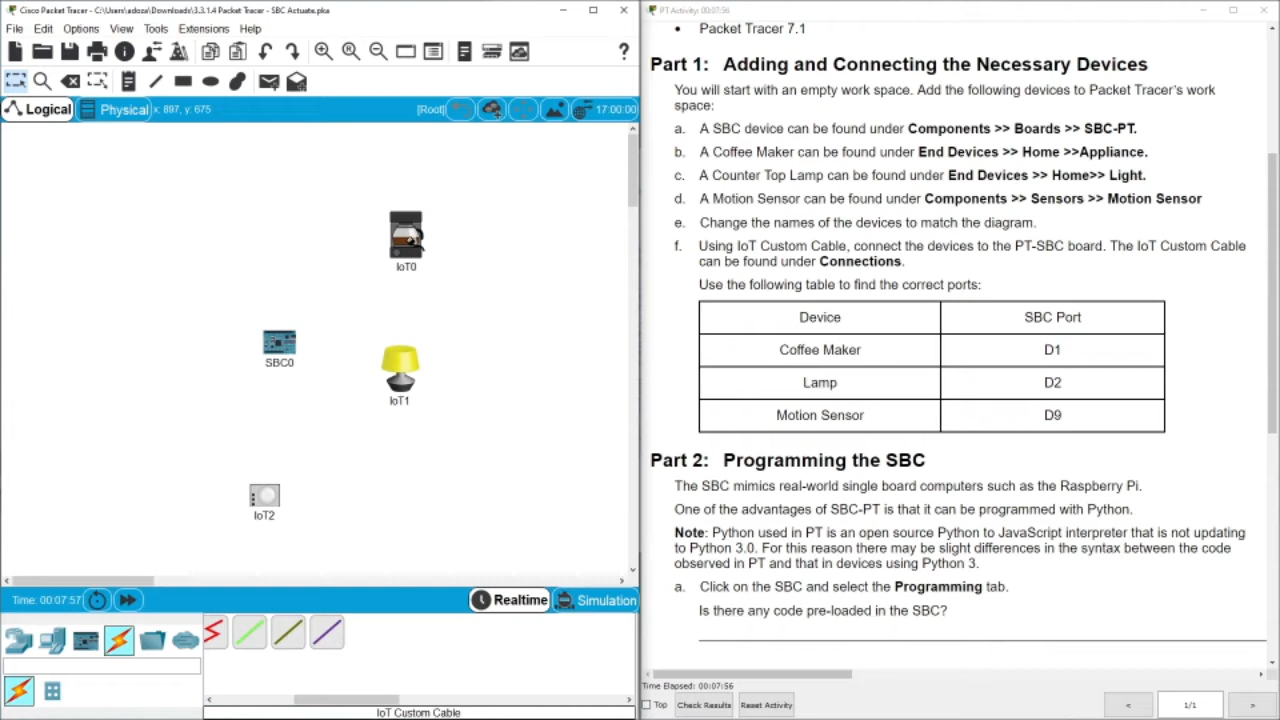 Cisco Packet Tracer - C:\Users\adoza\Downloads\3.3.1.4 Packet Tracer - SBC Actuate.pka
File Edit Options View Tools Extensions Help
?
Logical Physical x: 897, y: 675 [Root] 17:00:00
IoT0
SBC0
IoT1
IoT2
Time: 00:07:57 Realtime Simulation
IoT Custom Cable
PT Activity: 00:07:56
• Packet Tracer 7.1
Part 1: Adding and Connecting the Necessary Devices
You will start with an empty work space. Add the following devices to Packet Tracer's work
space:
a. A SBC device can be found under Components >> Boards >> SBC-PT.
b. A Coffee Maker can be found under End Devices >> Home >>Appliance.
c. A Counter Top Lamp can be found under End Devices >> Home>> Light.
d. A Motion Sensor can be found under Components >> Sensors >> Motion Sensor
e. Change the names of the devices to match the diagram.
f. Using IoT Custom Cable, connect the devices to the PT-SBC board. The IoT Custom Cable
can be found under Connections.
Use the following table to find the correct ports:
Device SBC Port
Coffee Maker D1
Lamp D2
Motion Sensor D9
Part 2: Programming the SBC
The SBC mimics real-world single board computers such as the Raspberry Pi.
One of the advantages of SBC-PT is that it can be programmed with Python.
Note: Python used in PT is an open source Python to JavaScript interpreter that is not updating
to Python 3.0. For this reason there may be slight differences in the syntax between the code
observed in PT and that in devices using Python 3.
a. Click on the SBC and select the Programming tab.
Is there any code pre-loaded in the SBC?
Time Elapsed: 00:07:56
Top Check Results Reset Activity < 1/1 >